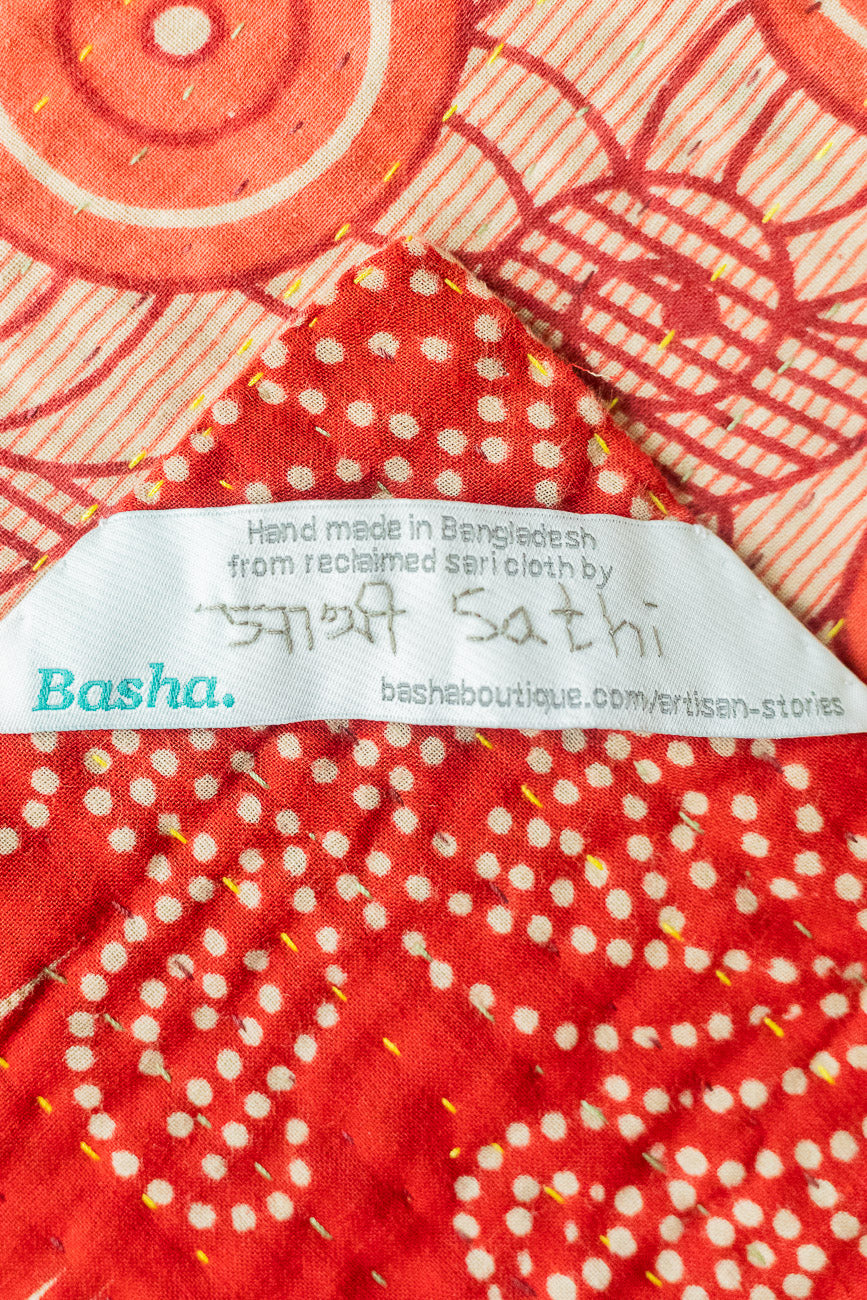 Hand made in Bangladesh
from reclaimed sari cloth by
সাথী Sathi
Basha.
bashaboutique.com/artisan-stories